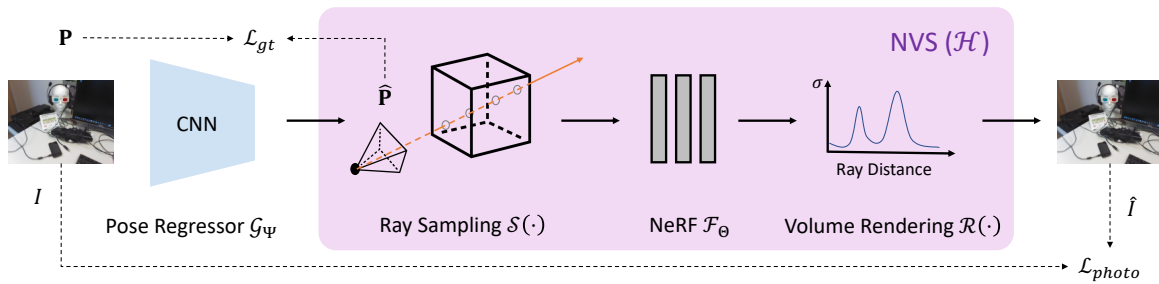 P
ℒ_gt
NVS (ℋ)
P̂
CNN
σ
Ray Distance
I
Î
Pose Regressor 𝒢_Ψ
Ray Sampling 𝒮(·)
NeRF ℱ_Θ
Volume Rendering ℛ(·)
ℒ_photo